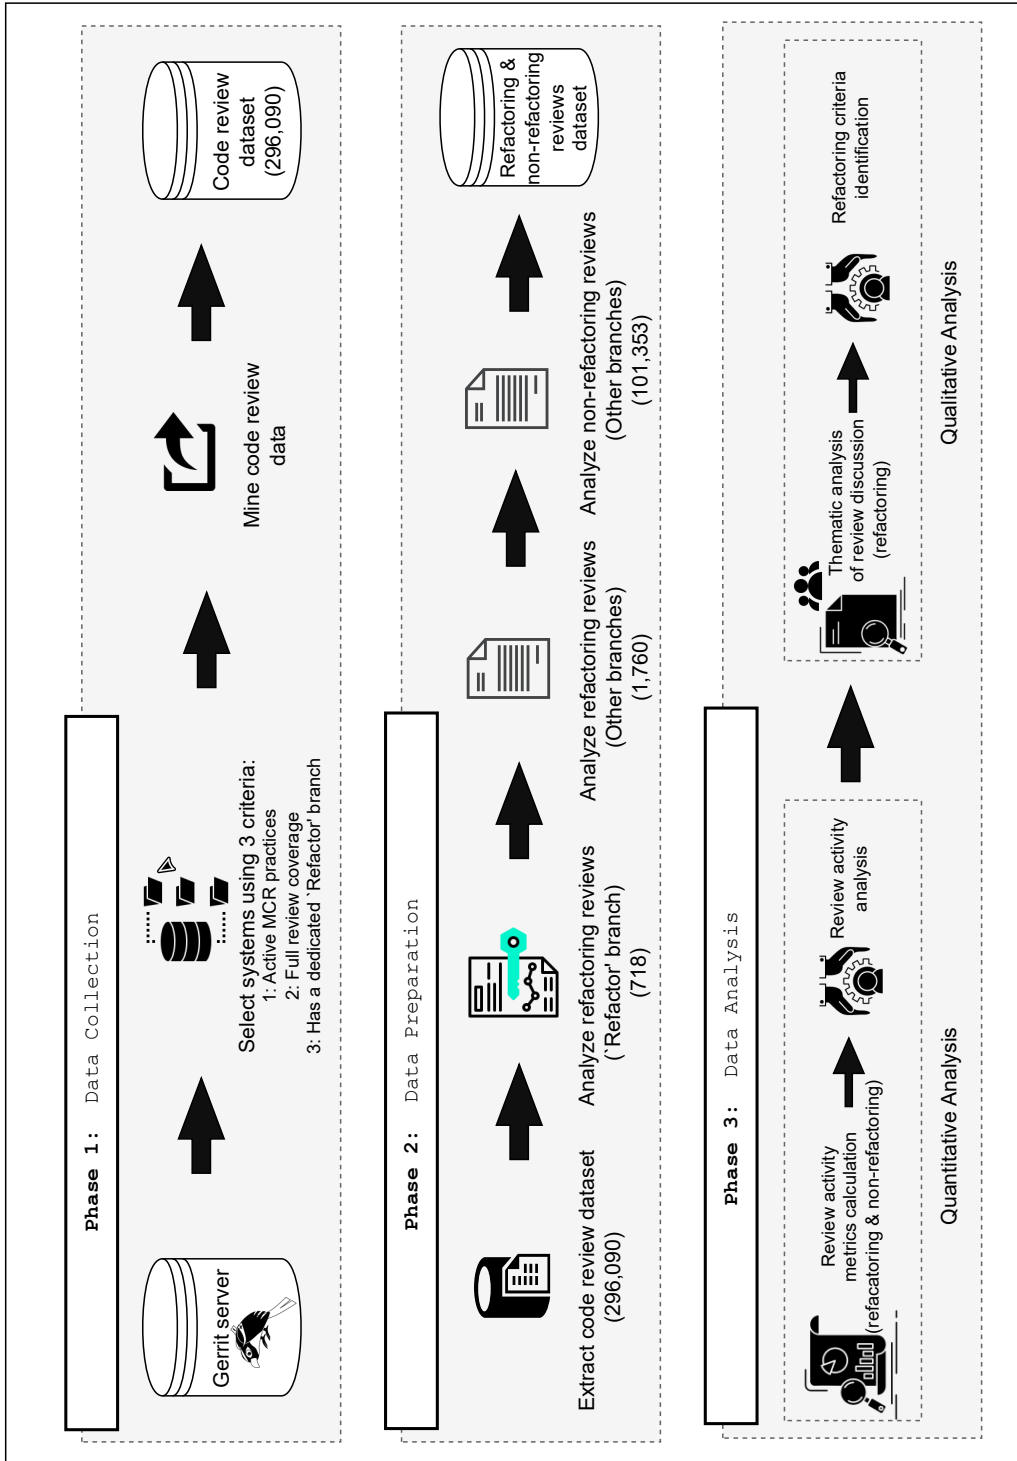 Phase 1: Data Collection
Gerrit server
Select systems using 3 criteria:
1: Active MCR practices
2: Full review coverage
3: Has a dedicated `Refactor' branch
Mine code review
data
Code review
dataset
(296,090)
Phase 2: Data Preparation
Extract code review dataset
(296,090)
Analyze refactoring reviews
(`Refactor' branch)
(718)
Analyze refactoring reviews
(Other branches)
(1,760)
Analyze non-refactoring reviews
(Other branches)
(101,353)
Refactoring &
non-refactoring
reviews
dataset
Phase 3: Data Analysis
Review activity
metrics calculation
(refacatoring & non-refactoring)
Review activity
analysis
Quantitative Analysis
Thematic analysis
of review discussion
(refactoring)
Refactoring criteria
identification
Qualitative Analysis